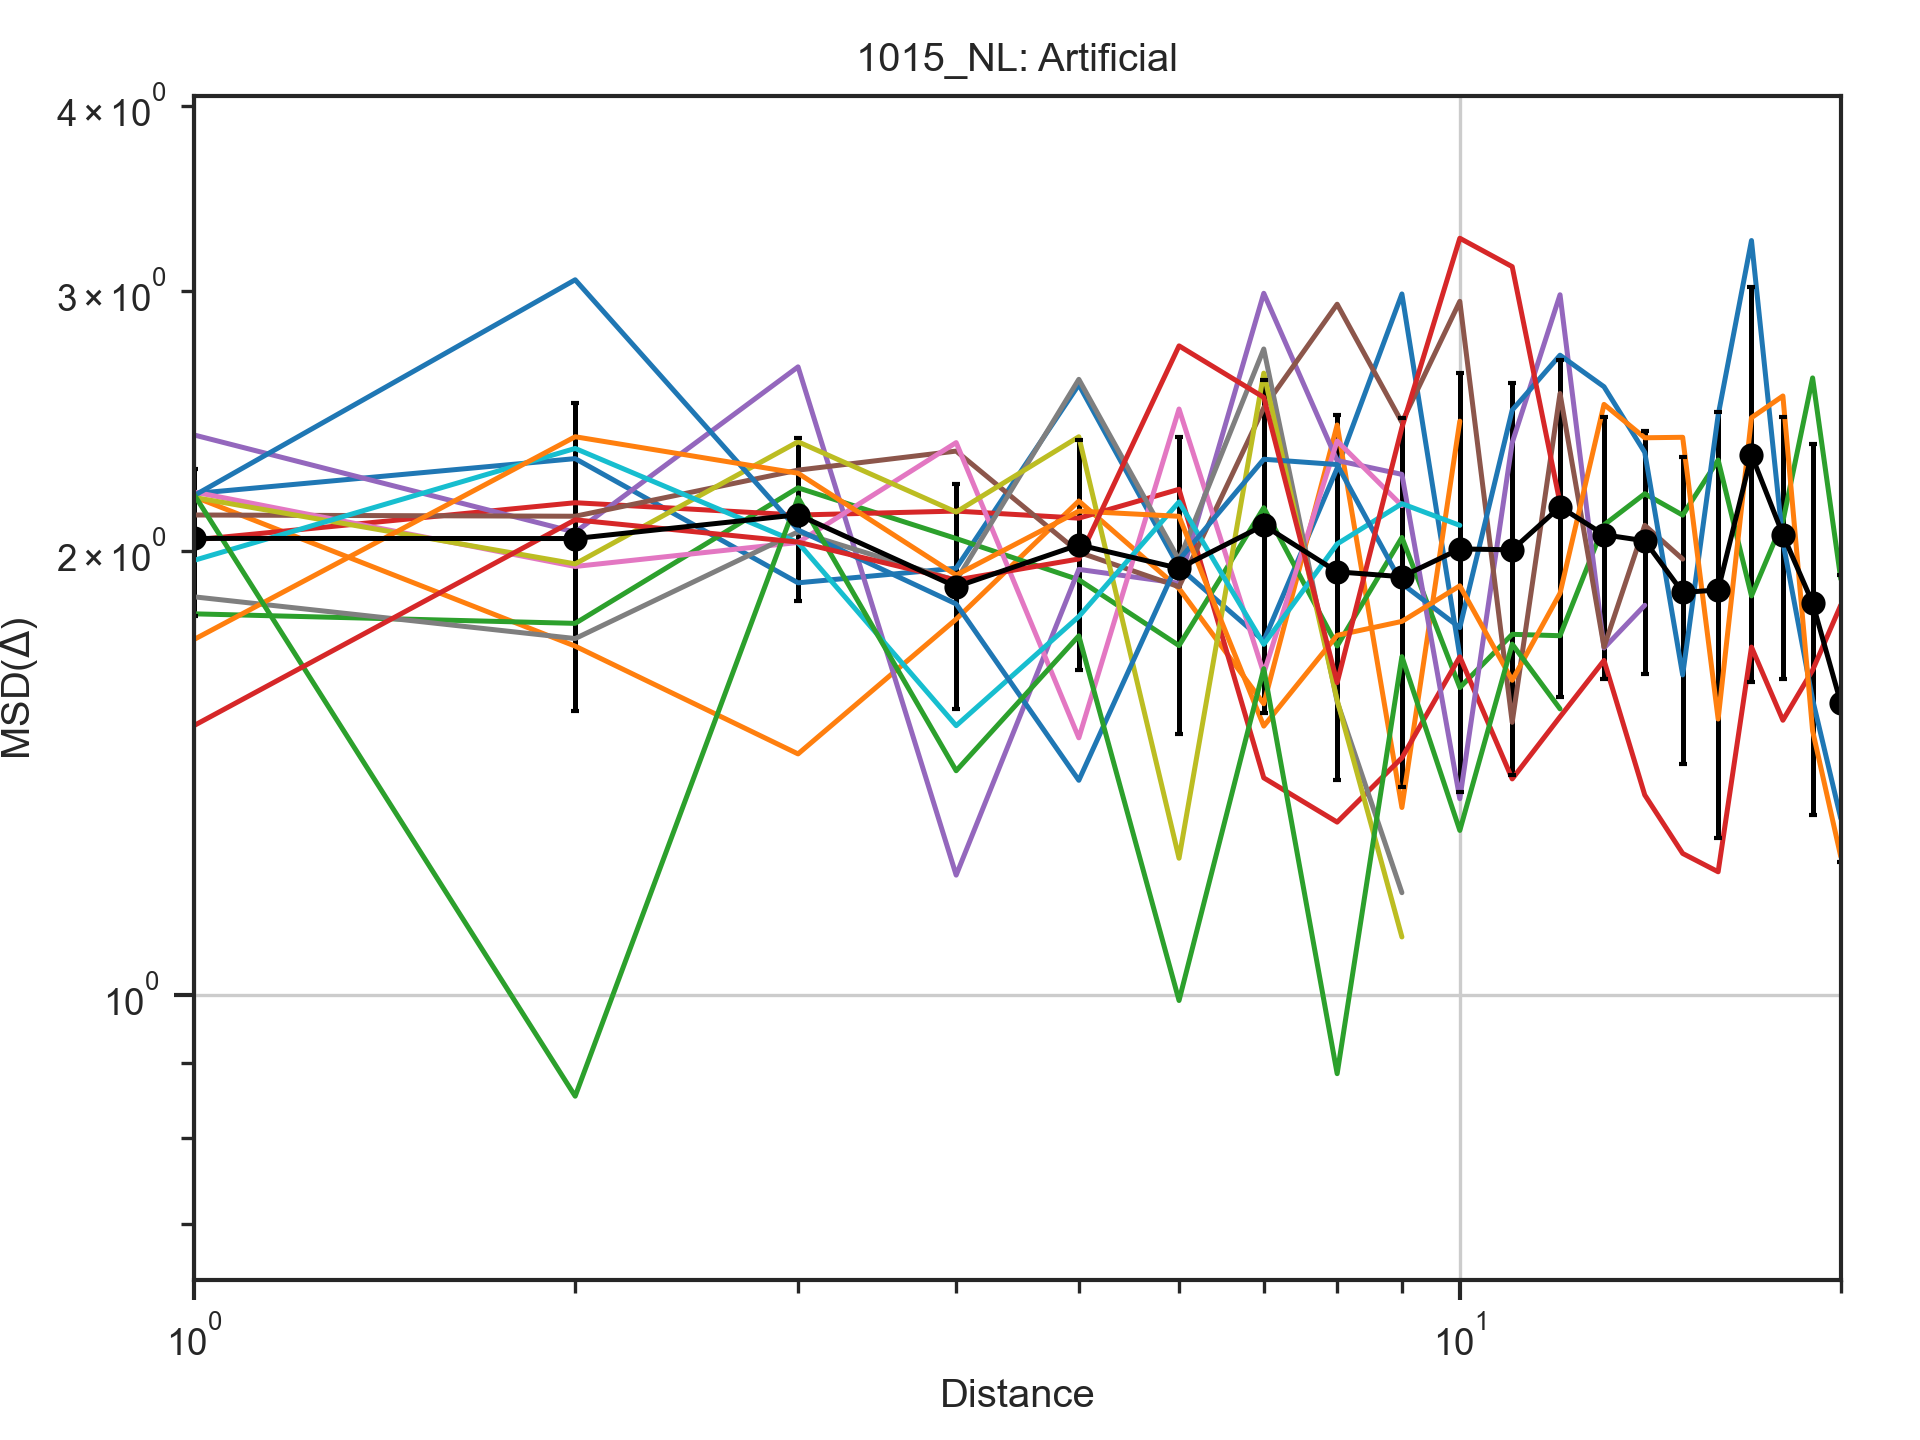 1015_NL: Artificial
4 × 10⁰
3 × 10⁰
2 × 10⁰
10⁰
MSD(Δ)
10⁰
10¹
Distance